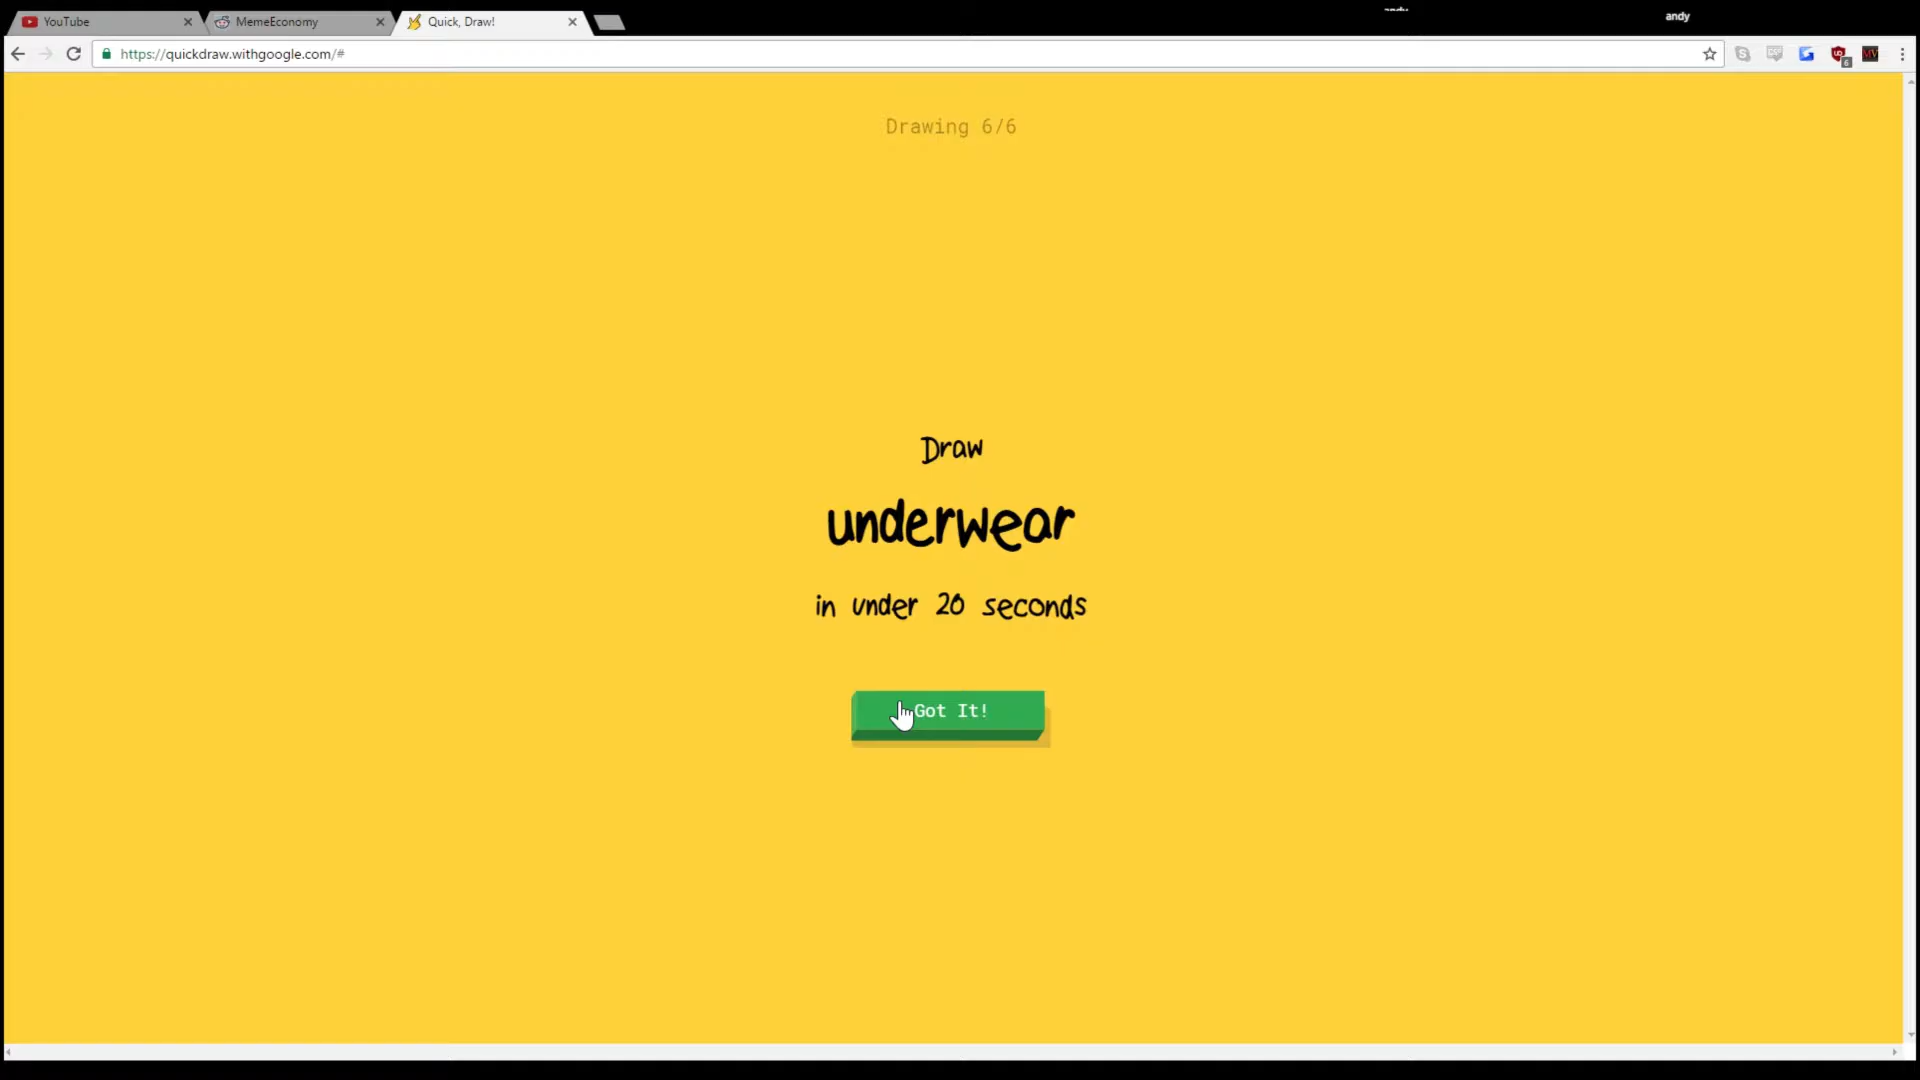 YouTube
MemeEconomy
Quick, Draw!
andy
https://quickdraw.withgoogle.com/#
6
Drawing 6/6
Draw
underwear
in under 20 seconds
Got It!